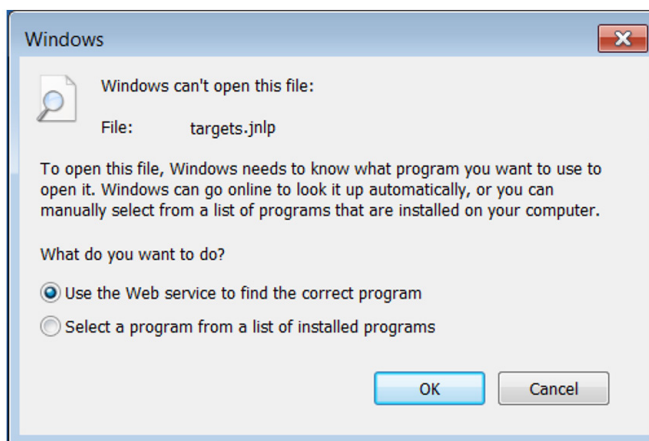 Windows
Windows can't open this file:
File: targets.jnlp
To open this file, Windows needs to know what program you want to use to
open it. Windows can go online to look it up automatically, or you can
manually select from a list of programs that are installed on your computer.
What do you want to do?
Use the Web service to find the correct program
Select a program from a list of installed programs
OK Cancel